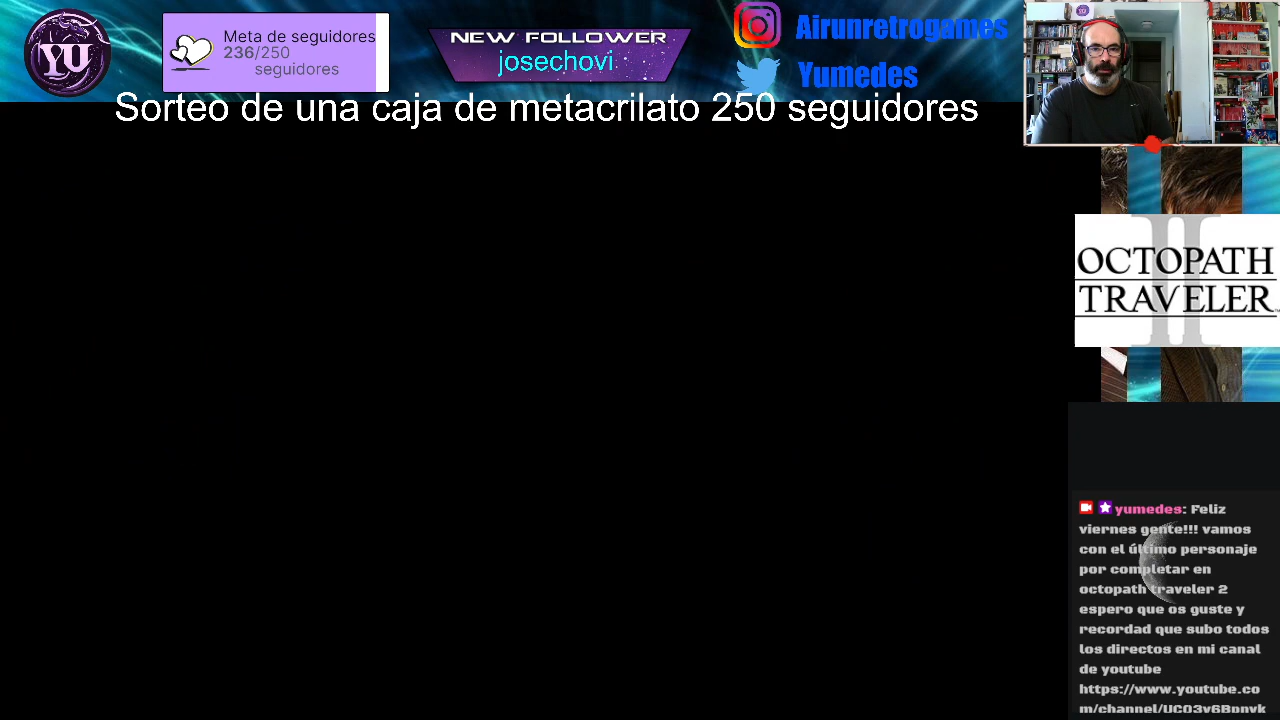 YU
Meta de seguidores
236/250
seguidores
NEW FOLLOWER
josechovi
Airunretrogames
Yumedes
Sorteo de una caja de metacrilato 250 seguidores
OCTOPATH
TRAVELER
II
yumedes: Feliz
viernes gente!!! vamos
con el último personaje
por completar en
octopath traveler 2
espero que os guste y
recordad que subo todos
los directos en mi canal
de youtube
https://www.youtube.co